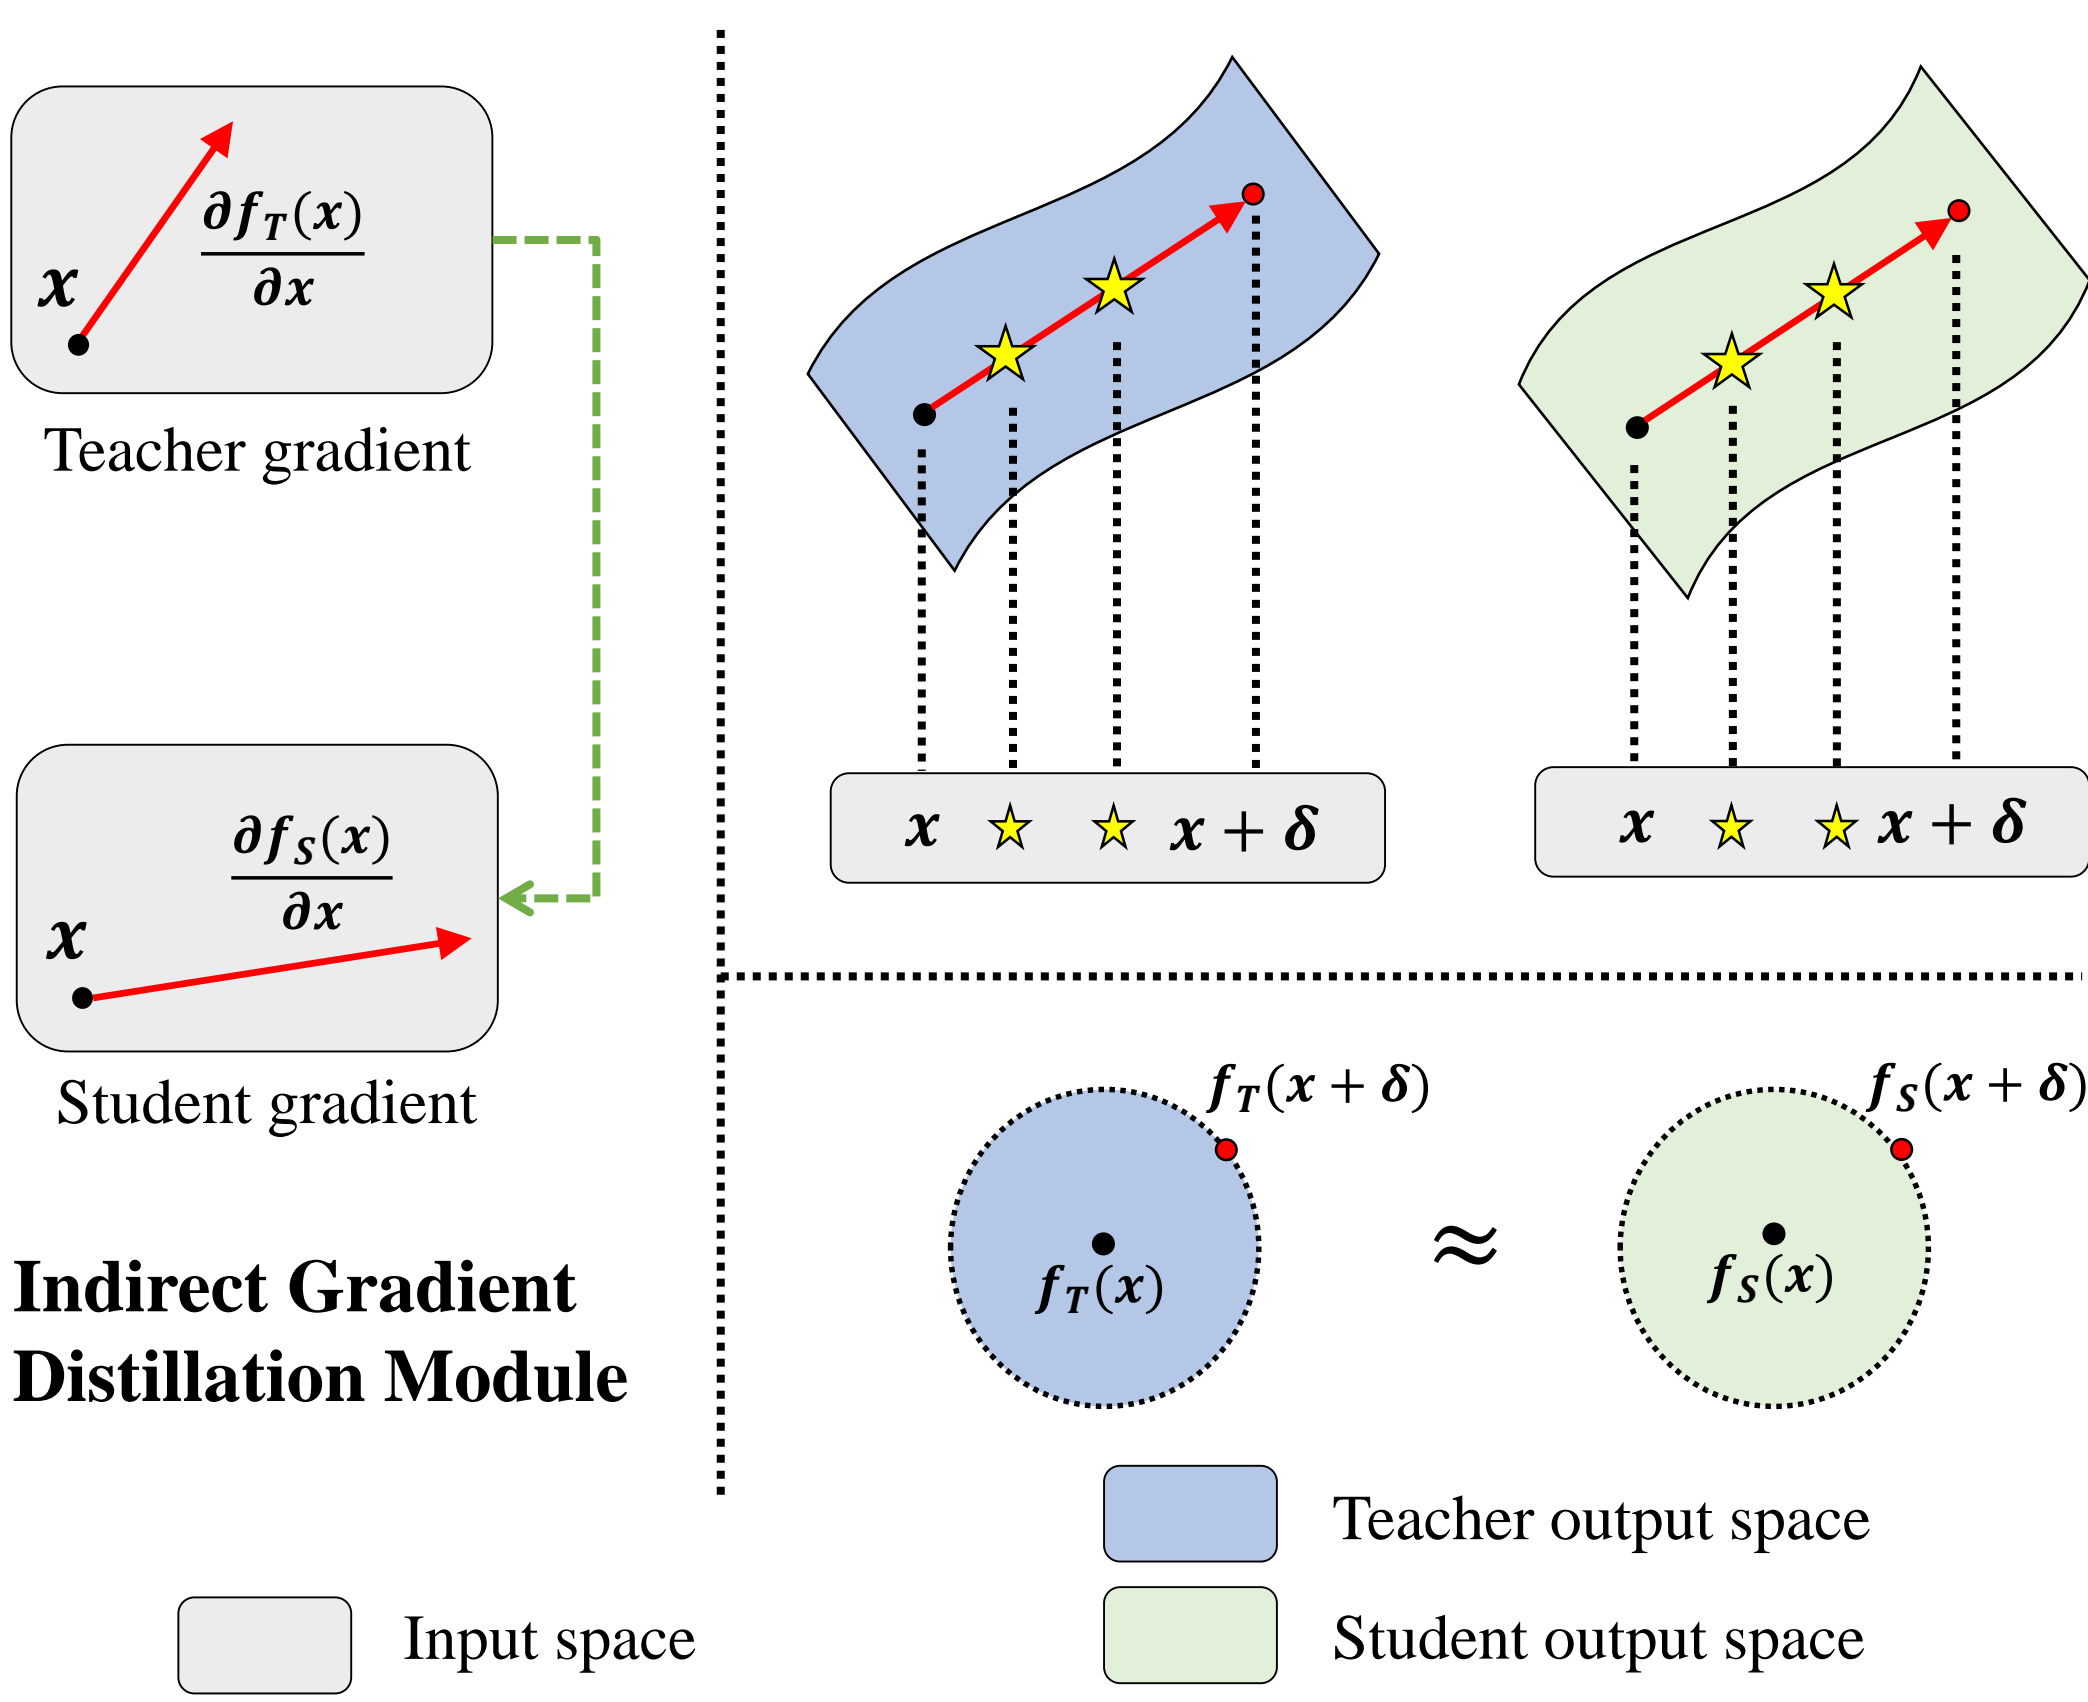 x
∂f_T(x)
∂x
Teacher gradient
∂f_S(x)
∂x
x
Student gradient
Indirect Gradient
Distillation Module
Input space
x x + δ
x x + δ
f_T(x + δ)
f_T(x)
≈
f_S(x + δ)
f_S(x)
Teacher output space
Student output space